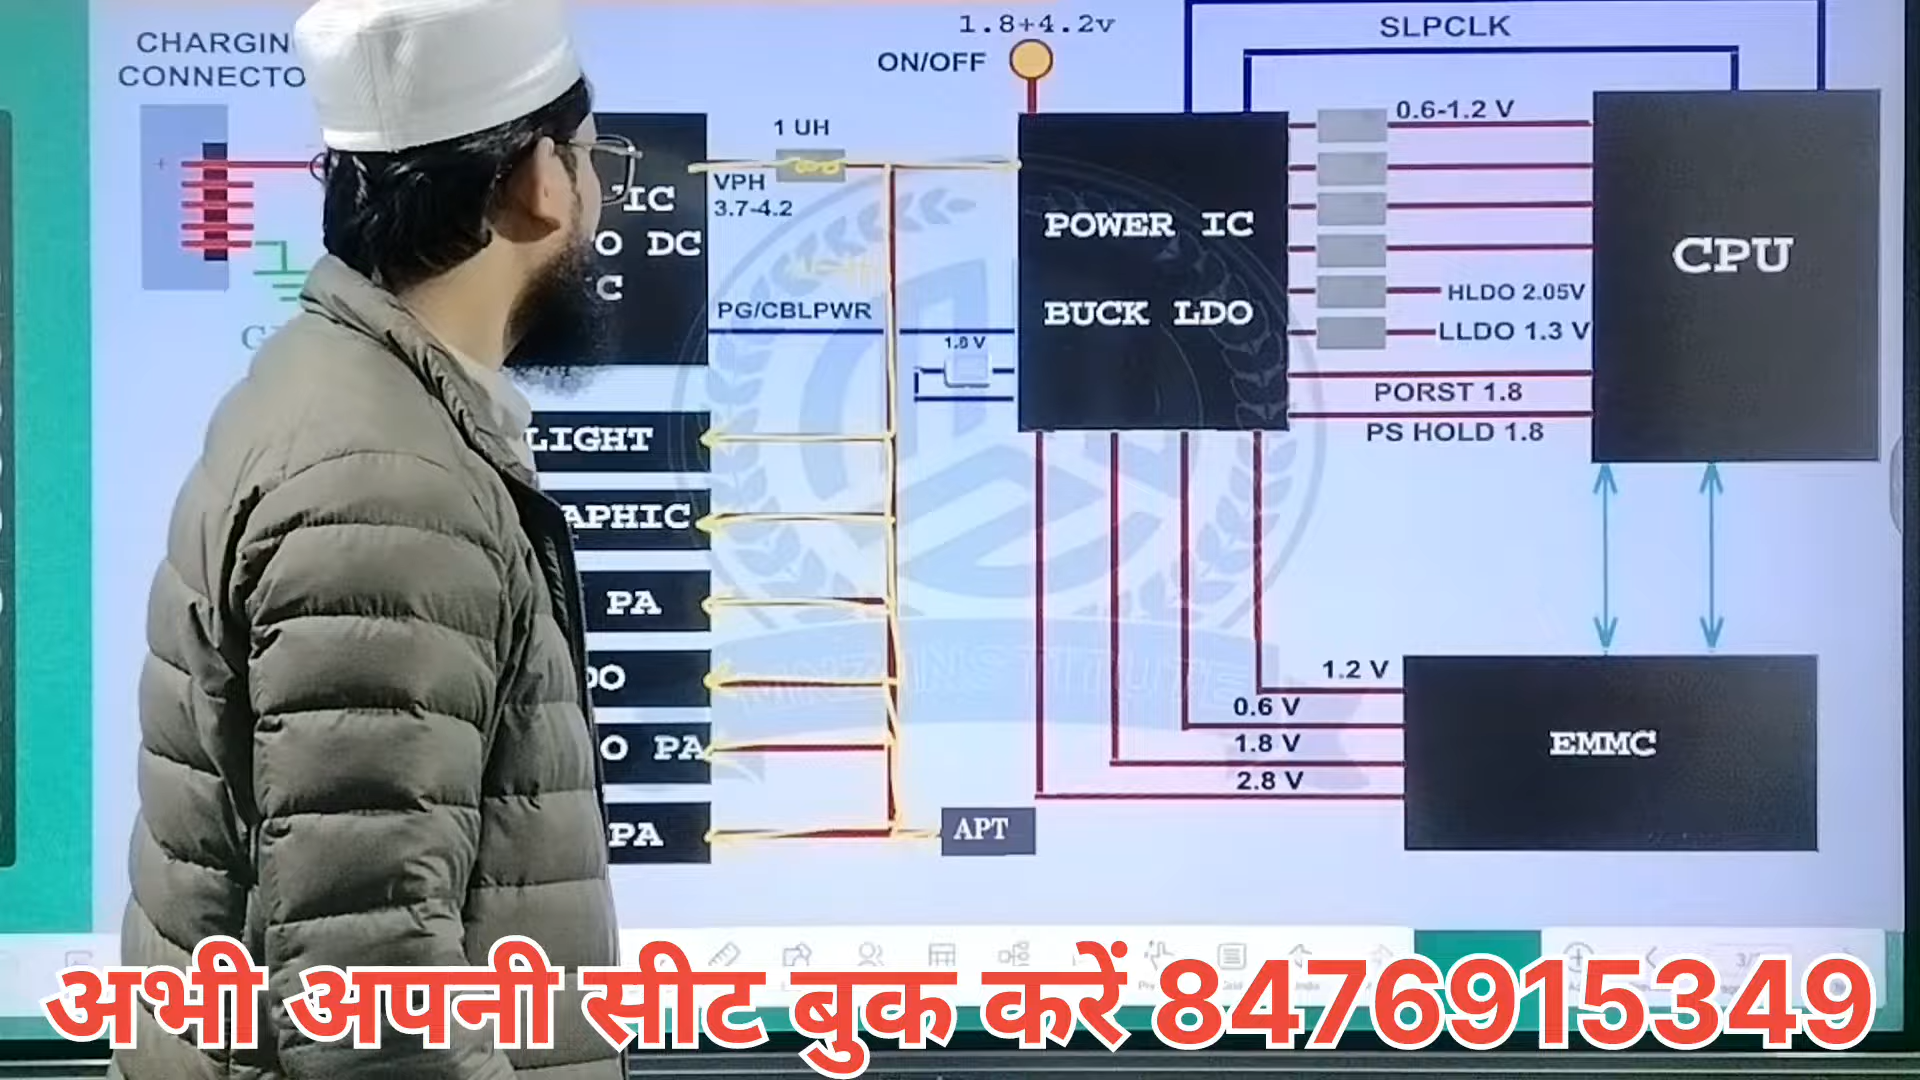 CHARGIN
CONNECTO
1.8+4.2v
ON/OFF
SLPCLK
1 UH
0.6-1.2 V
VPH
3.7-4.2
IC
O DC
C
POWER IC
BUCK LDO
CPU
PG/CBLPWR
1.8 V
HLDO 2.05V
LLDO 1.3 V
PORST 1.8
PS HOLD 1.8
LIGHT
APHIC
PA
DO
O PA
PA
APT
INSTITUTE
1.2 V
0.6 V
1.8 V
2.8 V
EMMC
अभी अपनी सीट बुक करें 8476915349